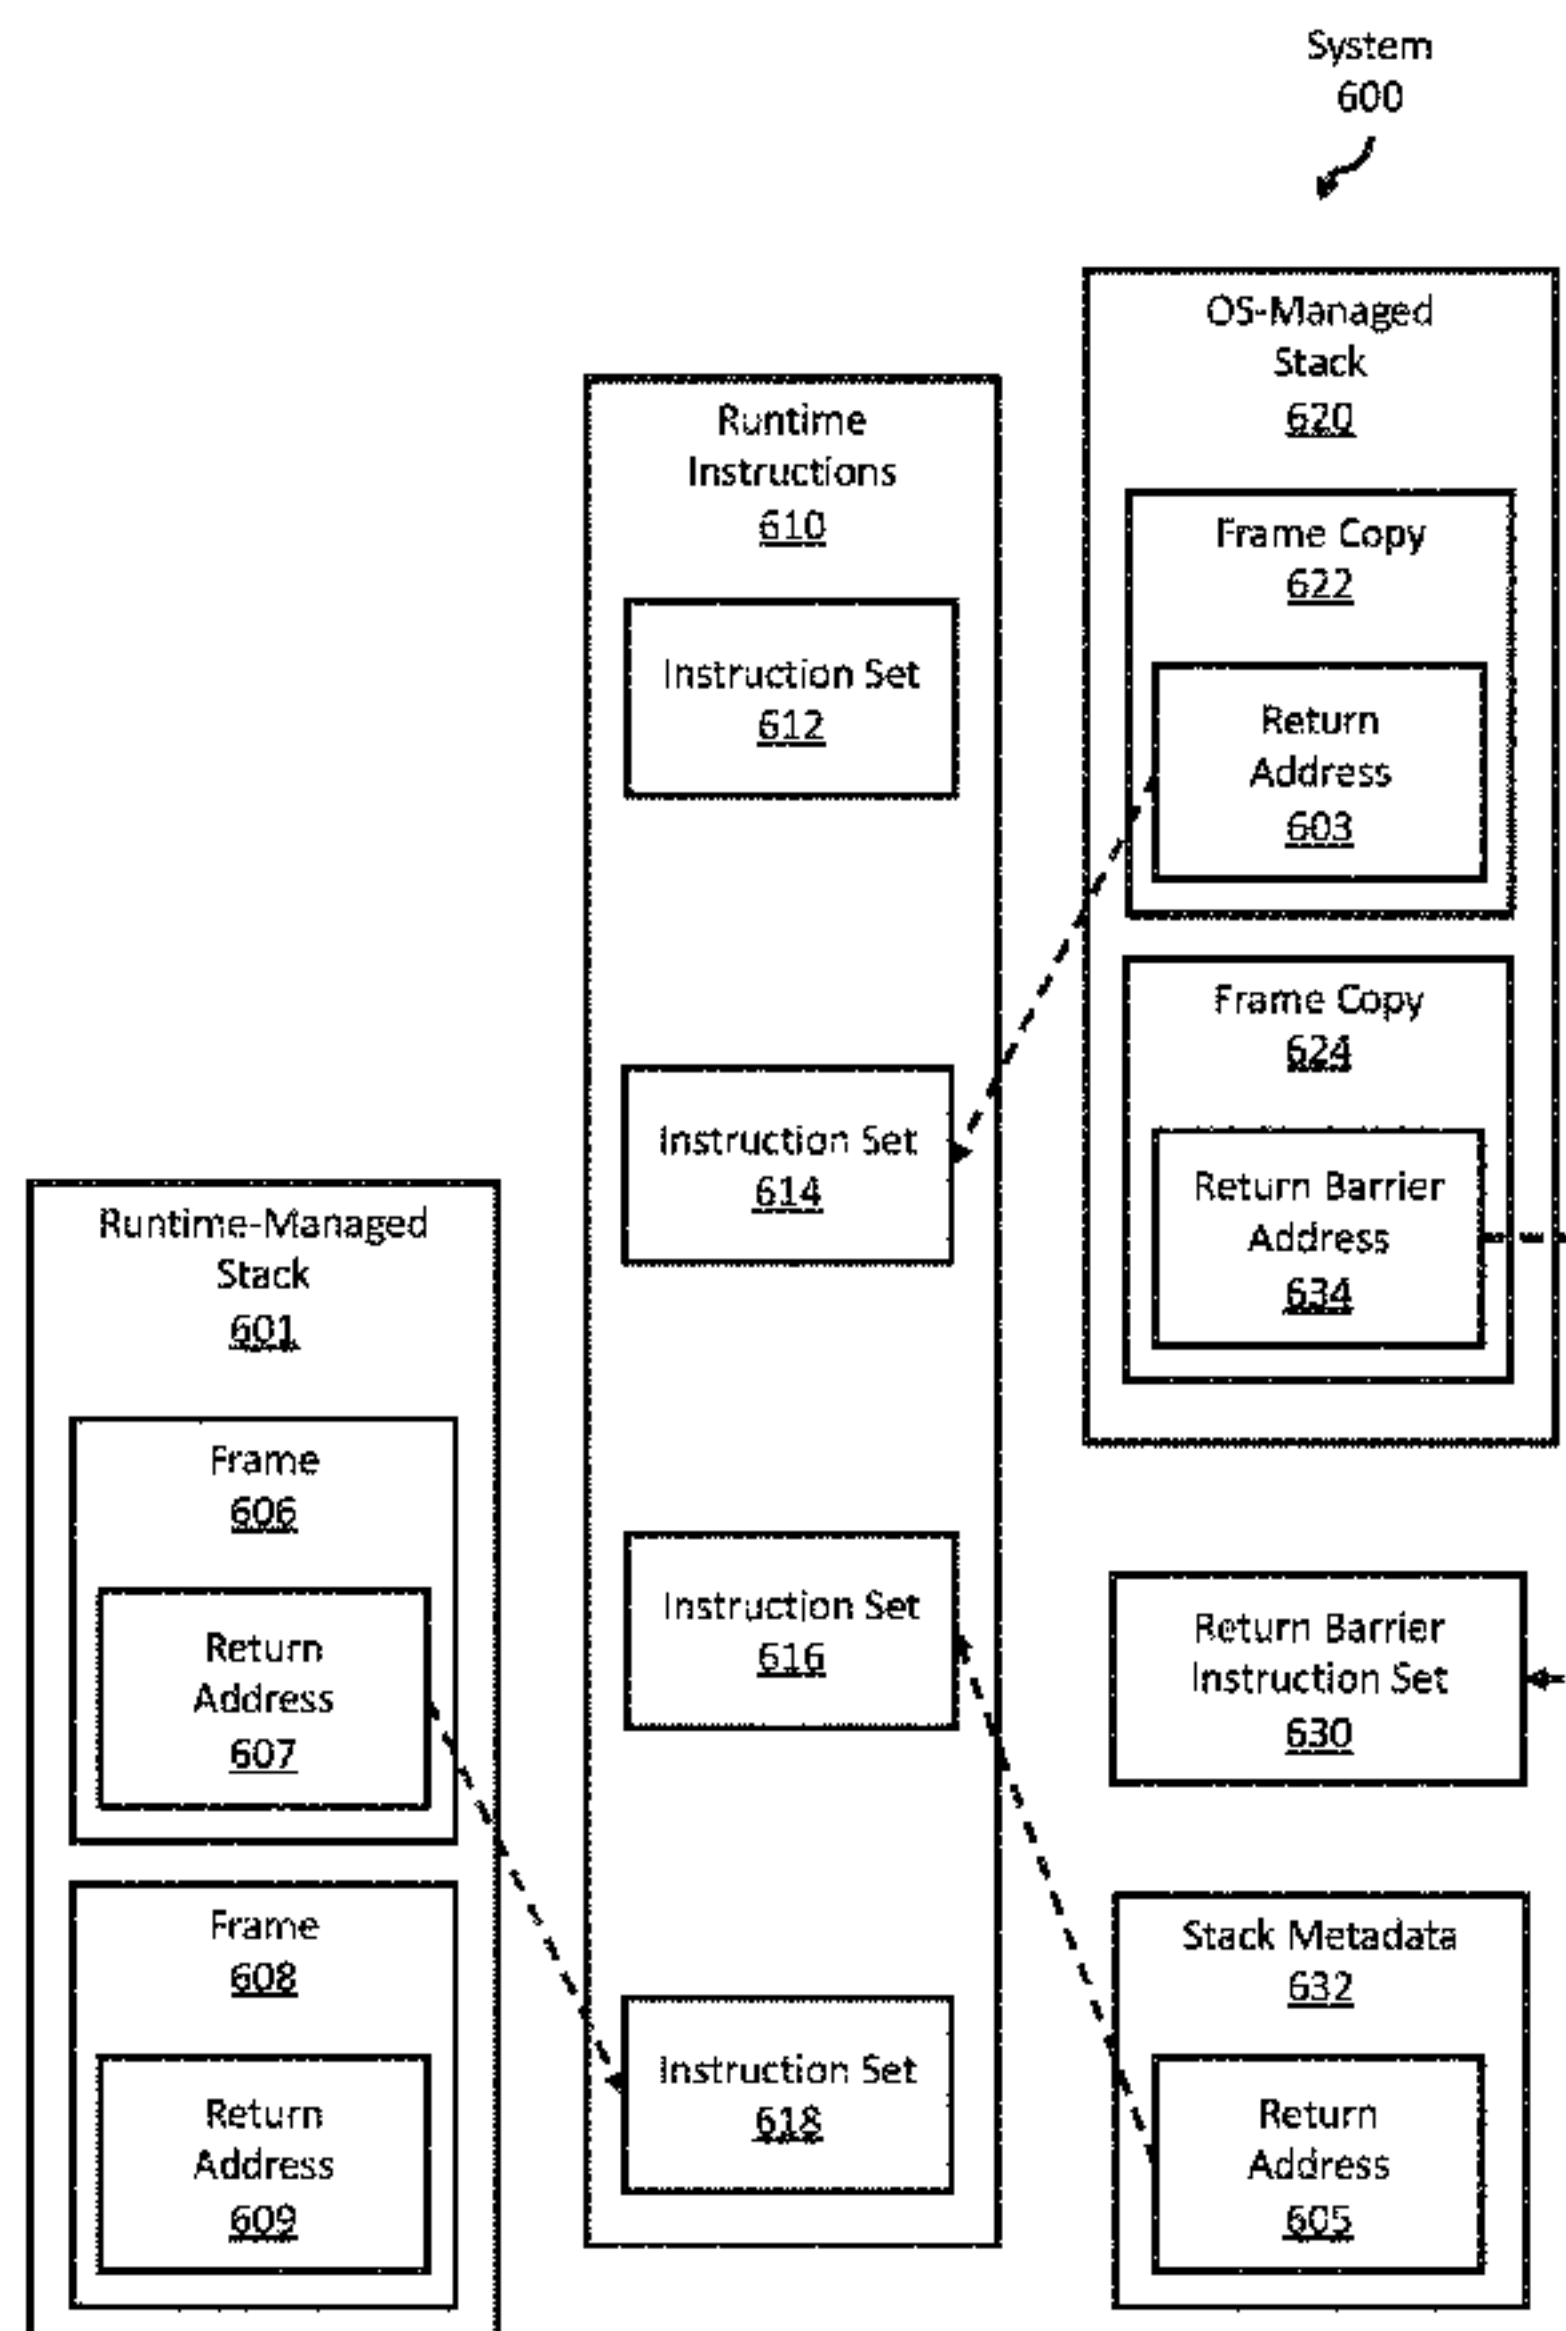 System
600
OS-Managed
Stack
620
Frame Copy
622
Return
Address
603
Frame Copy
624
Return Barrier
Address
634
Runtime
Instructions
610
Instruction Set
612
Instruction Set
614
Instruction Set
616
Instruction Set
618
Runtime-Managed
Stack
601
Frame
606
Return
Address
607
Frame
608
Return
Address
609
Return Barrier
Instruction Set
630
Stack Metadata
632
Return
Address
605